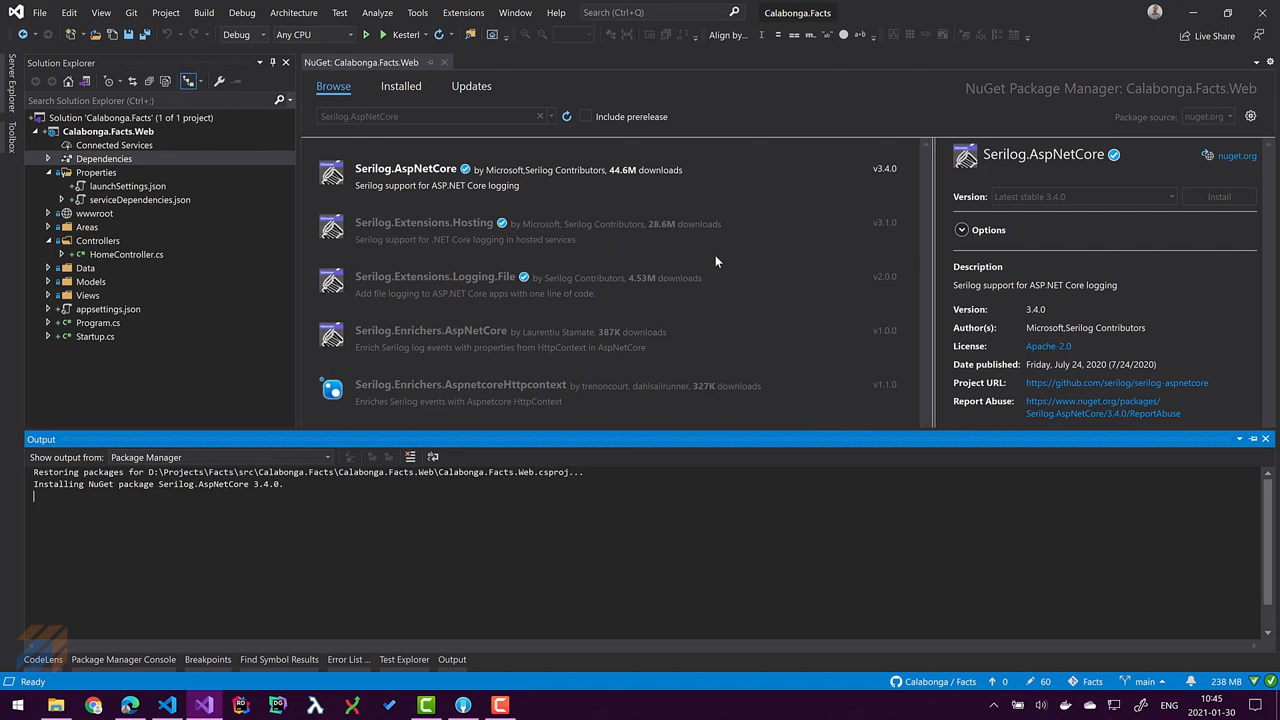 File Edit View Git Project Build Debug Architecture Test Analyze Tools Extensions Window Help Search (Ctrl+Q) Calabonga.Facts
Debug Any CPU Kestrel Align by... Live Share
Server Explorer
Toolbox
Solution Explorer
Search Solution Explorer (Ctrl+;)
Solution 'Calabonga.Facts' (1 of 1 project)
Calabonga.Facts.Web
Connected Services
Dependencies
Properties
launchSettings.json
serviceDependencies.json
wwwroot
Areas
Controllers
HomeController.cs
Data
Models
Views
appsettings.json
Program.cs
Startup.cs
NuGet: Calabonga.Facts.Web
Browse Installed Updates
NuGet Package Manager: Calabonga.Facts.Web
Serilog.AspNetCore
Include prerelease
Package source: nuget.org
Serilog.AspNetCore by Microsoft,Serilog Contributors, 44.6M downloads v3.4.0
Serilog support for ASP.NET Core logging
Serilog.Extensions.Hosting by Microsoft, Serilog Contributors, 28.6M downloads v3.1.0
Serilog support for .NET Core logging in hosted services
Serilog.Extensions.Logging.File by Serilog Contributors, 4.53M downloads v2.0.0
Add file logging to ASP.NET Core apps with one line of code.
Serilog.Enrichers.AspNetCore by Laurentiu Stamate, 387K downloads v1.0.0
Enrich Serilog log events with properties from HttpContext in AspNetCore
Serilog.Enrichers.AspnetcoreHttpcontext by trenoncourt, dahlsailrunner, 327K downloads v1.1.0
Enriches Serilog events with Aspnetcore HttpContext
Serilog.AspNetCore nuget.org
Version: Latest stable 3.4.0 Install
Options
Description
Serilog support for ASP.NET Core logging
Version: 3.4.0
Author(s): Microsoft,Serilog Contributors
License: Apache-2.0
Date published: Friday, July 24, 2020 (7/24/2020)
Project URL: https://github.com/serilog/serilog-aspnetcore
Report Abuse: https://www.nuget.org/packages/
Serilog.AspNetCore/3.4.0/ReportAbuse
Output
Show output from: Package Manager
Restoring packages for D:\Projects\Facts\src\Calabonga.Facts\Calabonga.Facts.Web\Calabonga.Facts.Web.csproj...
Installing NuGet package Serilog.AspNetCore 3.4.0.
CodeLens Package Manager Console Breakpoints Find Symbol Results Error List ... Test Explorer Output
Ready Calabonga / Facts 0 60 Facts main 238 MB
10:45
2021-01-30